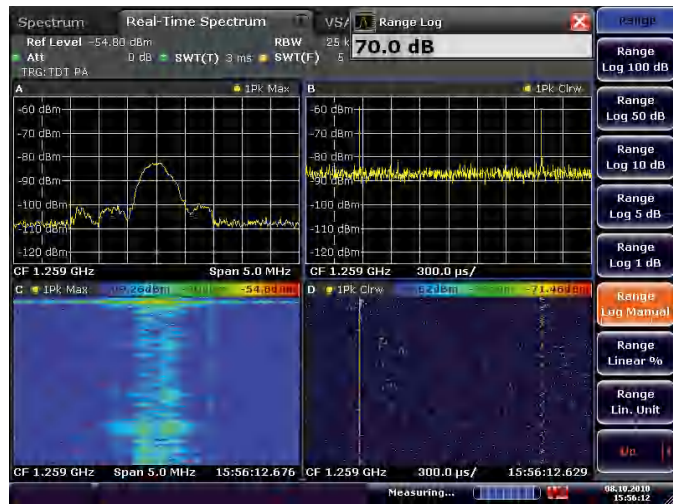 Spectrum
Real-Time Spectrum
VSA
Range Log
70.0 dB
Ref Level -54.80 dBm
RBW 25 k
Att 0 dB SWT(T) 3 ms SWT(F) 5
TRG:TDT PA
A
1Pk Max
-60 dBm
-70 dBm
-80 dBm
-90 dBm
-100 dBm
-110 dBm
-120 dBm
CF 1.259 GHz
Span 5.0 MHz
B
1Pk Clrw
-60 dBm
-70 dBm
-80 dBm
-90 dBm
-100 dBm
-110 dBm
-120 dBm
CF 1.259 GHz
300.0 µs/
C
1Pk Max
-54.8dBm
CF 1.259 GHz
Span 5.0 MHz
15:56:12.676
D
1Pk Clrw
-71.46dBm
CF 1.259 GHz
300.0 µs/
15:56:12.629
Measuring...
08.10.2010
15:56:12
Range
Range
Log 100 dB
Range
Log 50 dB
Range
Log 10 dB
Range
Log 5 dB
Range
Log 1 dB
Range
Log Manual
Range
Linear %
Range
Lin. Unit
Up